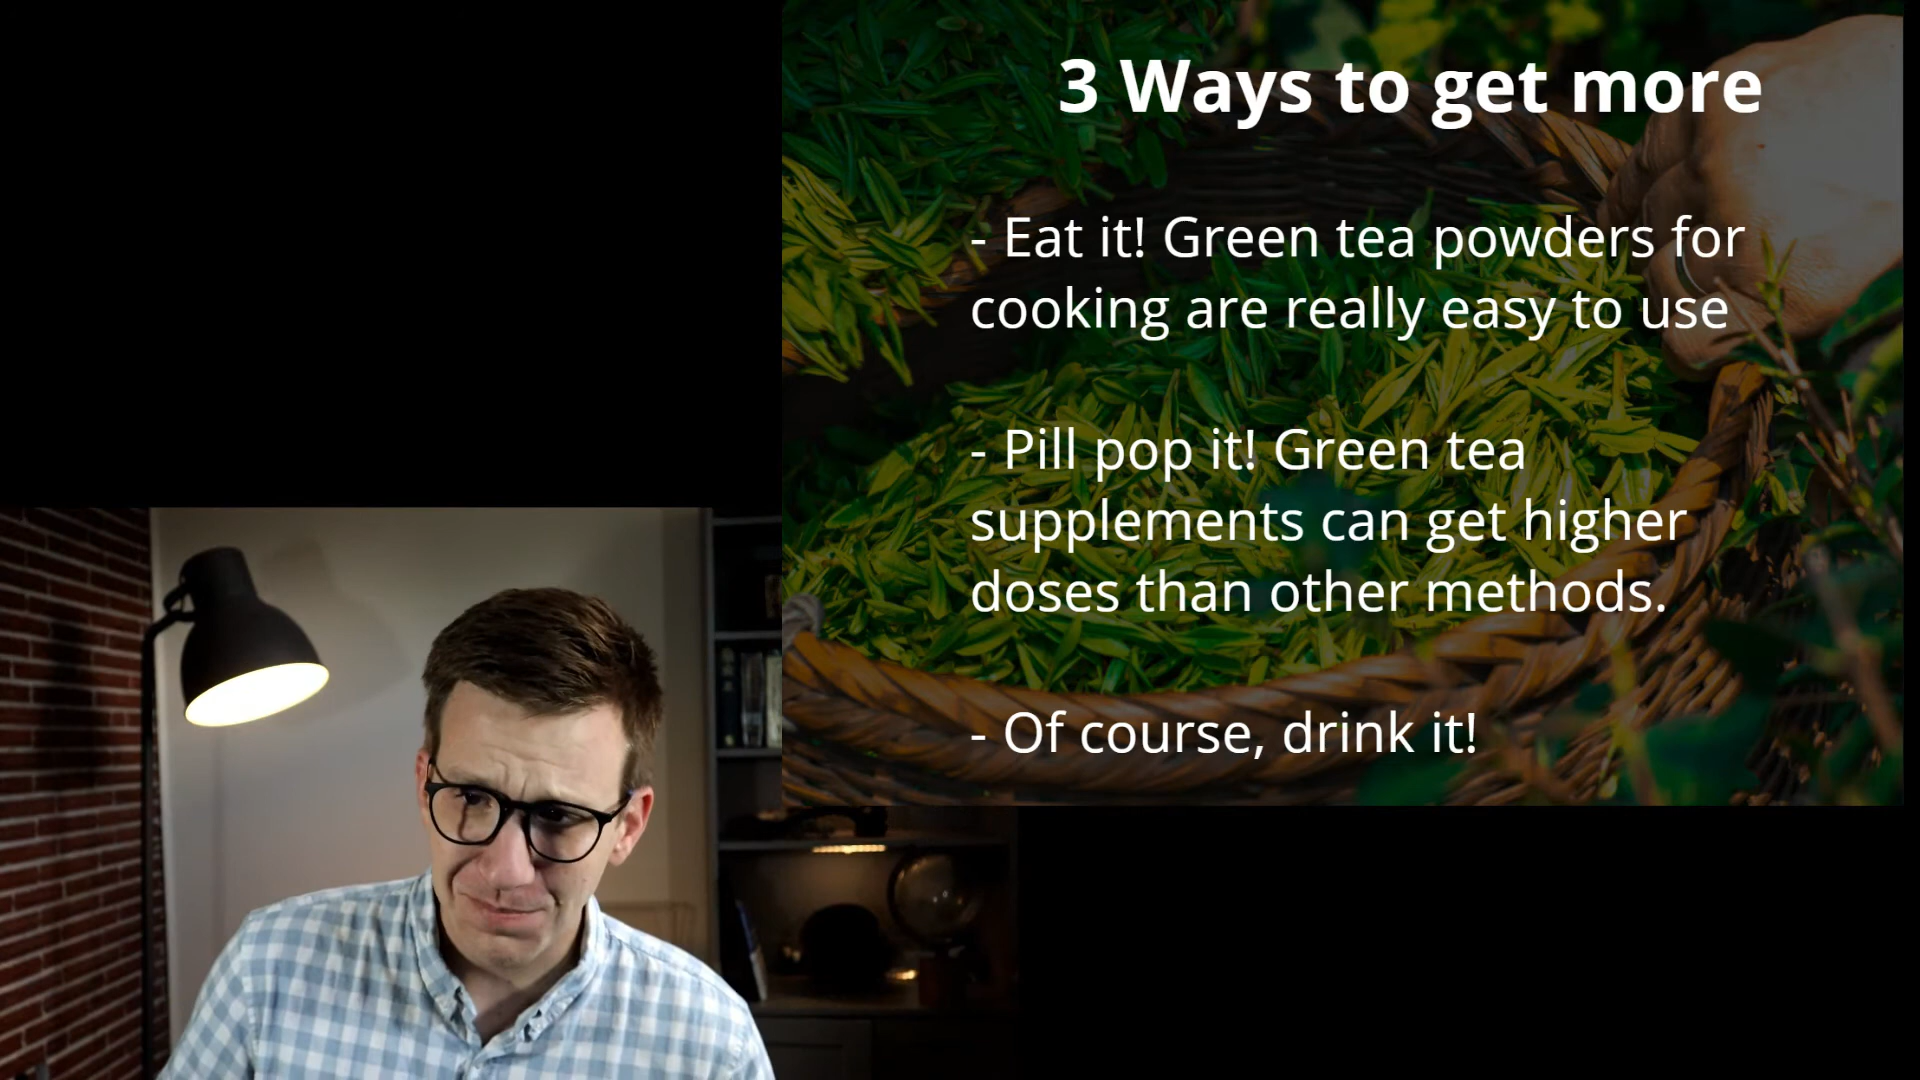 3 Ways to get more
- Eat it! Green tea powders for
cooking are really easy to use
- Pill pop it! Green tea
supplements can get higher
doses than other methods.
- Of course, drink it!